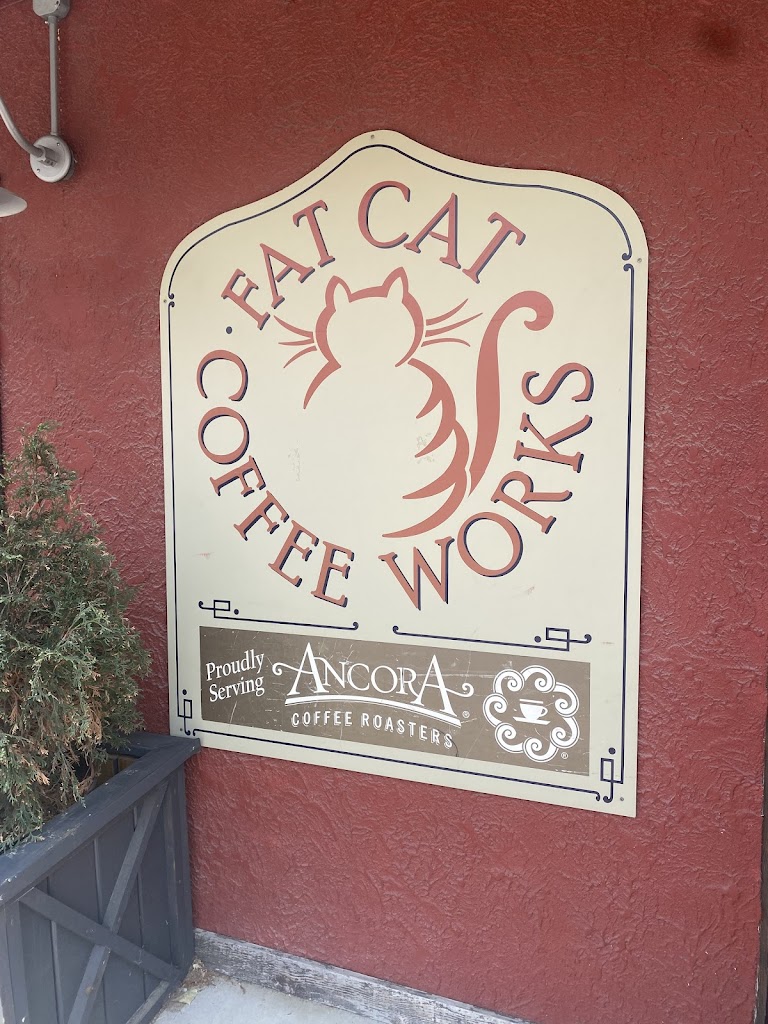 · FAT CAT
COFFEE WORKS
Proudly
Serving
ANCORA®
COFFEE ROASTERS
®